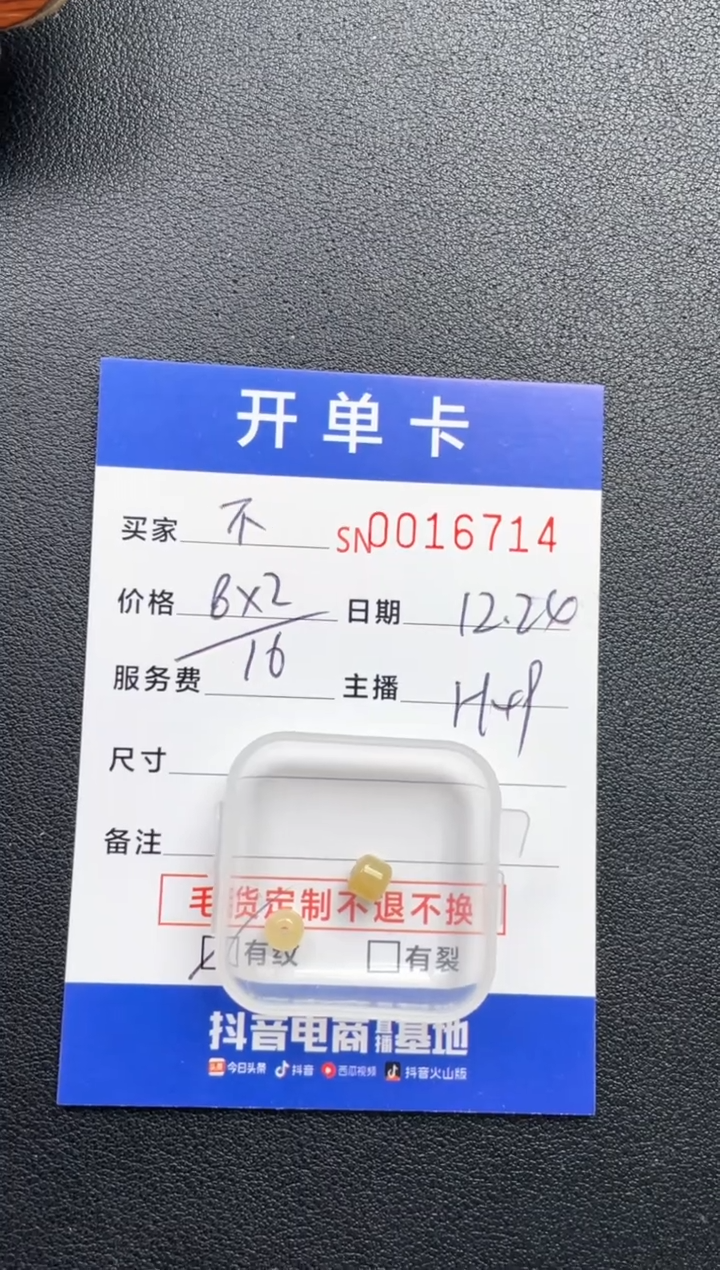 开单卡
买家 不 SN0016714
价格 8x2 日期 12.24
服务费 16 主播
尺寸
备注
毛货定制不退不换
有纹 有裂
抖音电商直播基地
头条 今日头条 抖音 西瓜视频 抖音火山版